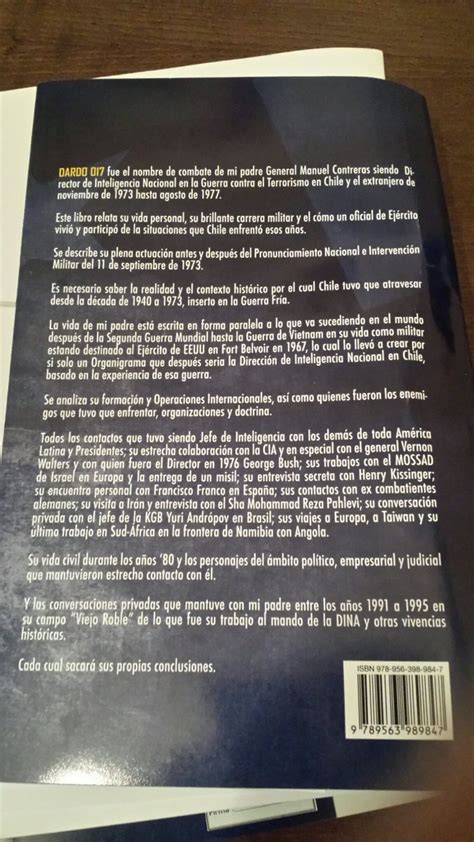 DARDO 017 fue el nombre de combate de mi padre General Manuel Contreras siendo Di-
rector de Inteligencia Nacional en la Guerra contra el Terrorismo en Chile y el extranjero de
noviembre de 1973 hasta agosto de 1977.
Este libro relata su vida personal, su brillante carrera militar y el cómo un oficial de Ejército
vivió y participó de la situaciones que Chile enfrentó esos años.
Se describe su plena actuación antes y después del Pronunciamiento Nacional e Intervención
Militar del 11 de septiembre de 1973.
Es necesario saber la realidad y el contexto histórico por el cual Chile tuvo que atravesar
desde la década de 1940 a 1973, inserto en la Guerra Fría.
La vida de mi padre está escrita en forma paralela a lo que va sucediendo en el mundo
después de la Segunda Guerra Mundial hasta la Guerra de Vietnam en su vida como militar
estando destinado al Ejército de EEUU en Fort Belvoir en 1967, lo cual lo llevó a crear por
si solo un Organigrama que después seria la Dirección de Inteligencia Nacional en Chile,
basado en la experiencia de esa guerra.
Se analiza su formación y Operaciones Internacionales, así como quienes fueron los enemi-
gos que tuvo que enfrentar, organizaciones y doctrina.
Todos los contactos que tuvo siendo Jefe de Inteligencia con los demás de toda América
Latina y Presidentes; su estrecha colaboración con la CIA y en especial con el general Vernon
Walters y con quien fuera el Director en 1976 George Bush; sus trabajos con el MOSSAD
de Israel en Europa y la entrega de un misil; su entrevista secreta con Henry Kissinger;
su encuentro personal con Francisco Franco en España; sus contactos con ex combatientes
alemanes; su visita a Irán y entrevista con el Sha Mohammad Reza Pahlevi; su conversación
privada con el jefe de la KGB Yuri Andrópov en Brasil; sus viajes a Europa, a Taiwan y su
último trabajo en Sud-África en la frontera de Namibia con Angola.
Su vida civil durante los años '80 y los personajes del ámbito político, empresarial y judicial
que mantuvieron estrecho contacto con él.
Y las conversaciones privadas que mantuve con mi padre entre los años 1991 a 1995 en
su campo "Viejo Roble" de lo que fue su trabajo al mando de la DINA y otras vivencias
históricas.
Cada cual sacará sus propias conclusiones.
ISBN 978-956-398-984-7
9 789563 989847